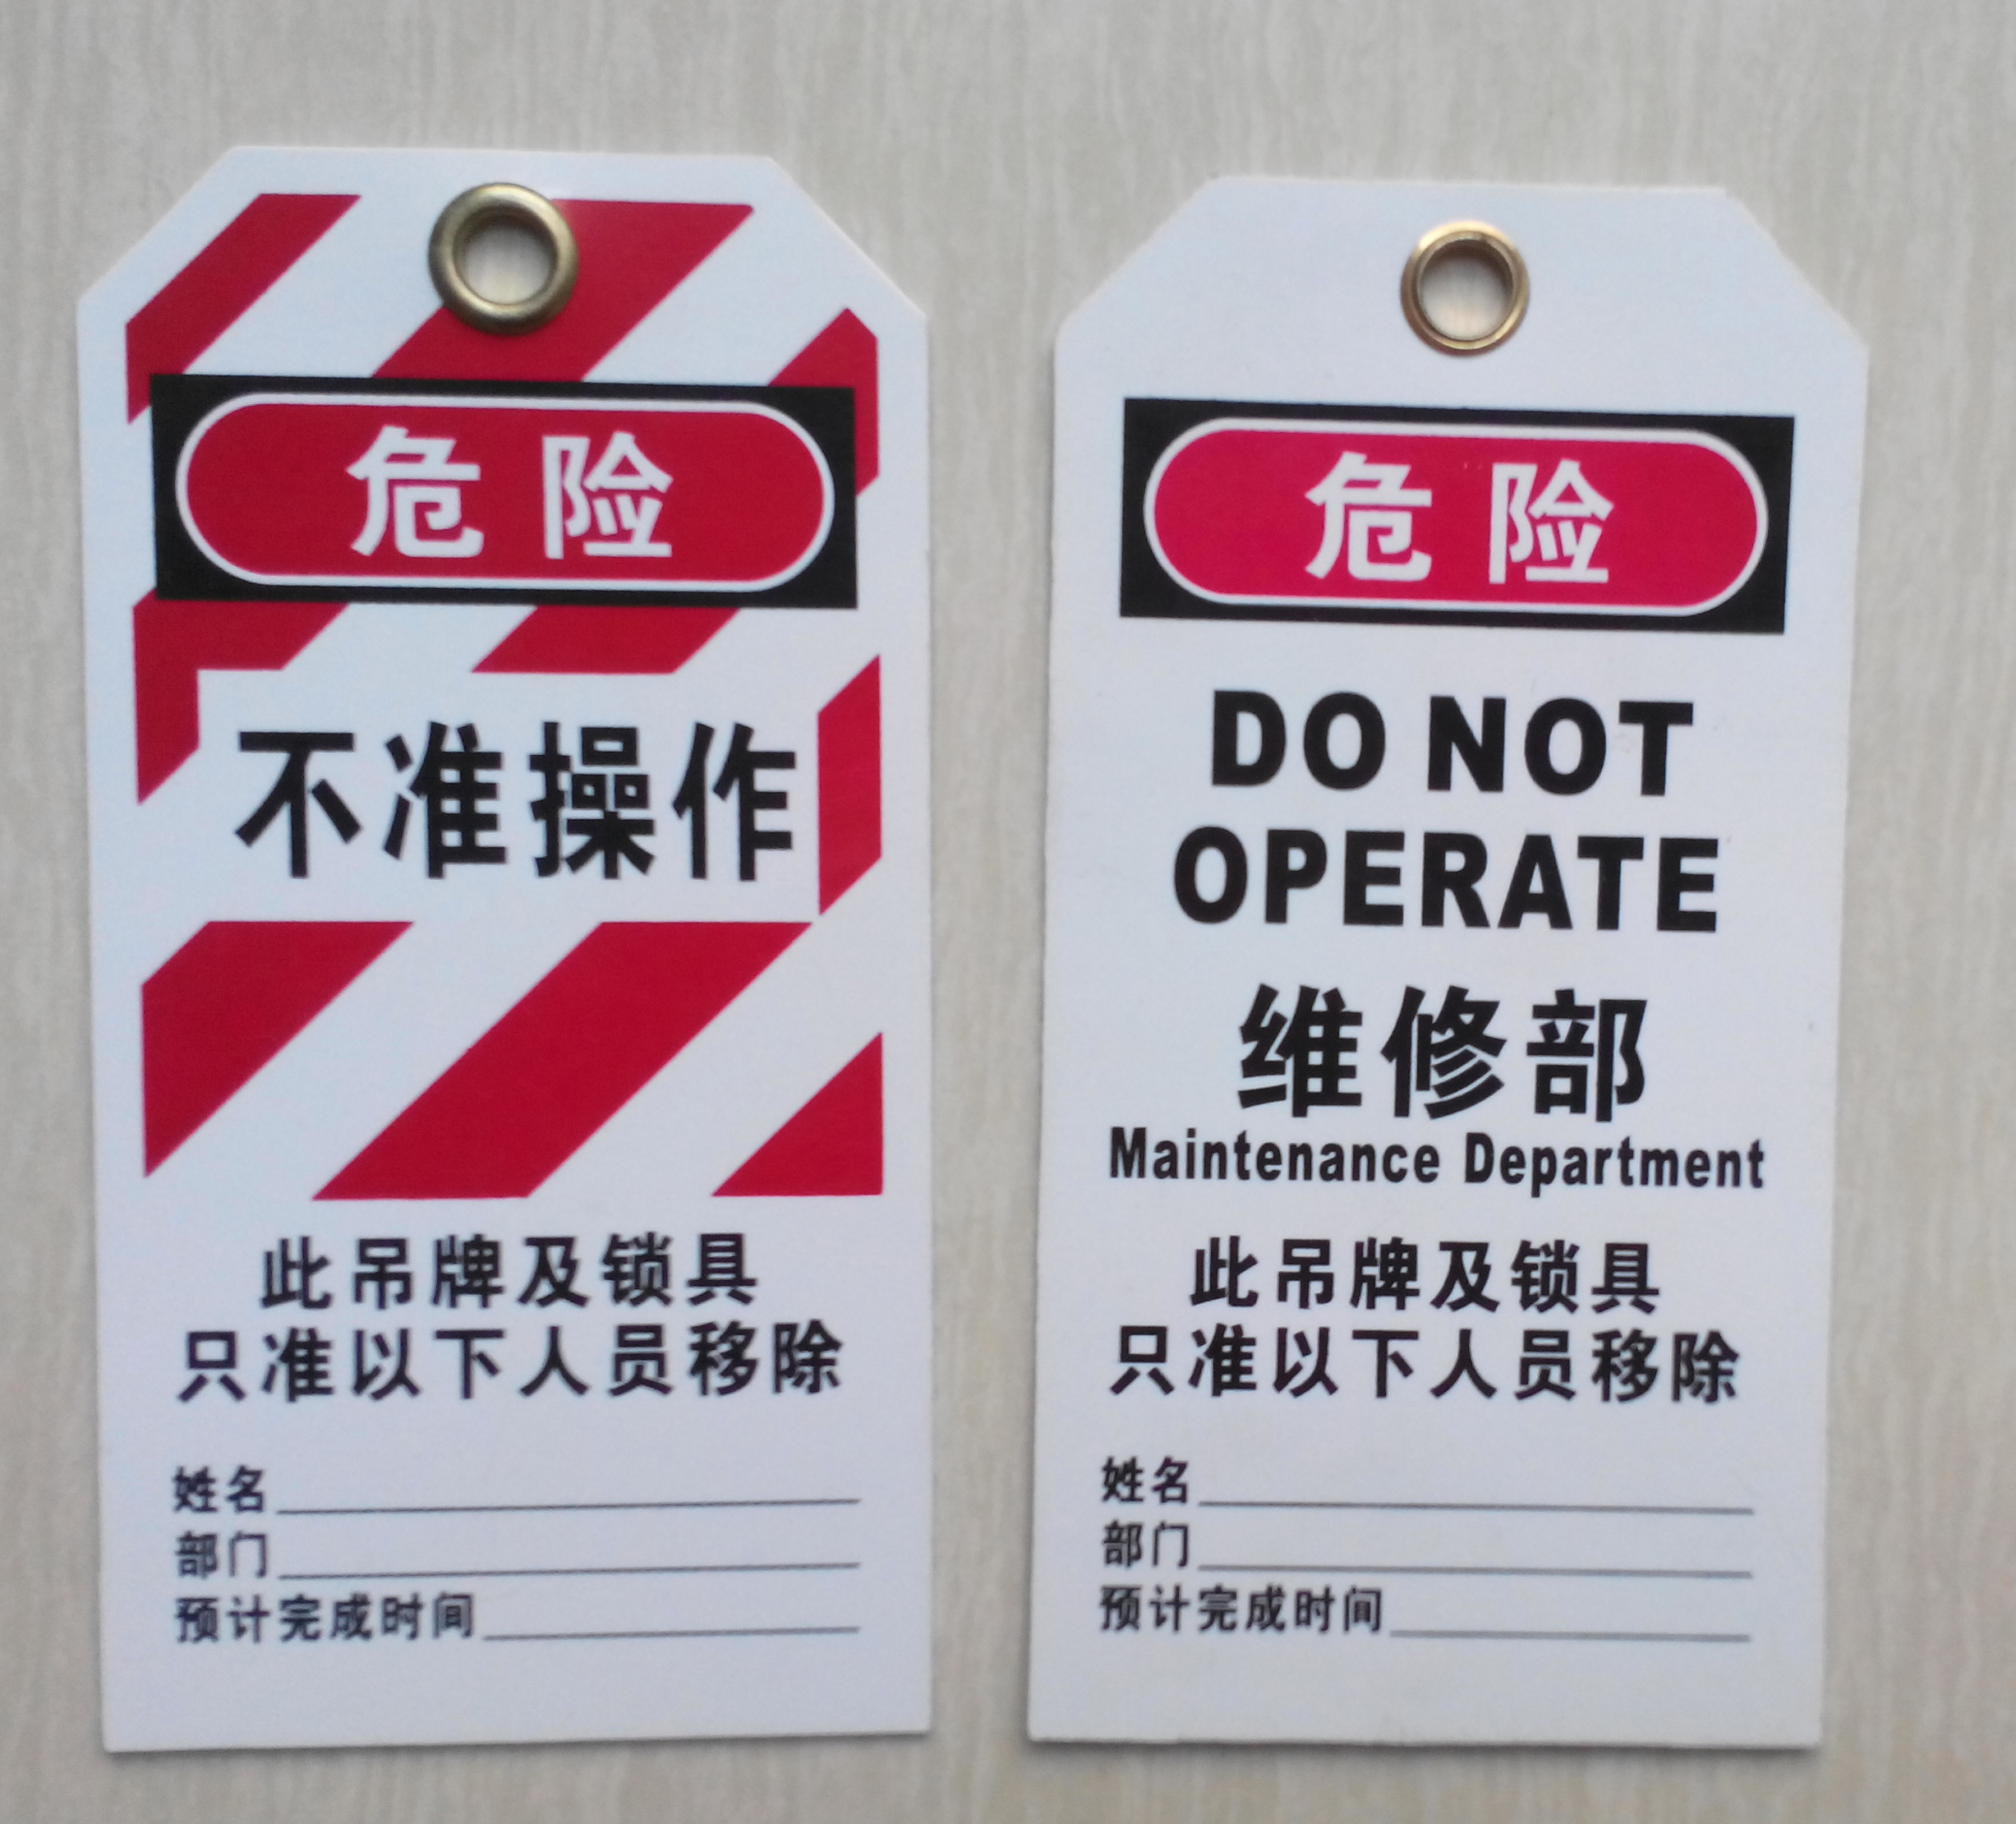 危险
不准操作
此吊牌及锁具
只准以下人员移除
姓名
部门
预计完成时间
危险
DO NOT
OPERATE
维修部
Maintenance Department
此吊牌及锁具
只准以下人员移除
姓名
部门
预计完成时间